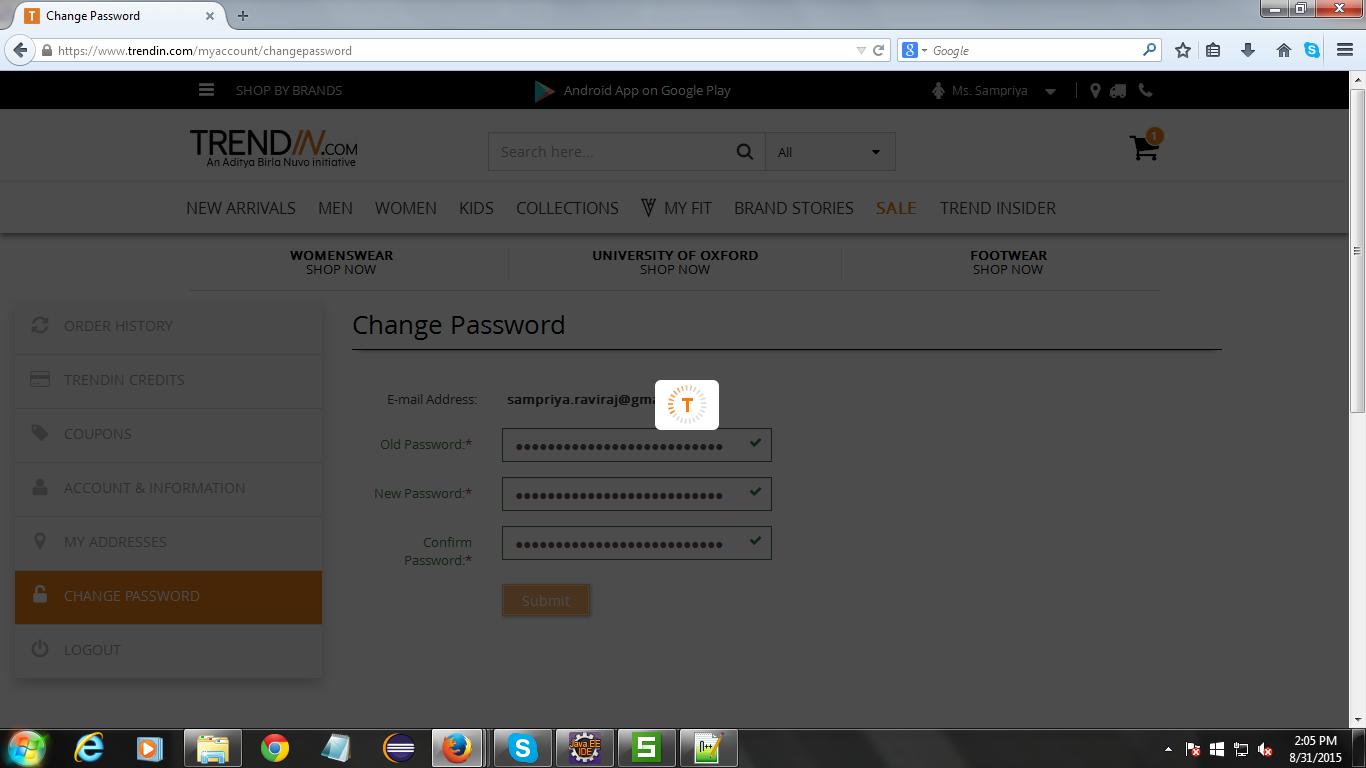 Change Password
https://www.trendin.com/myaccount/changepassword
Google
SHOP BY BRANDS
Android App on Google Play
Ms. Sampriya
TRENDIN.COM
An Aditya Birla Nuvo initiative
Search here...
All
1
NEW ARRIVALS MEN WOMEN KIDS COLLECTIONS MY FIT BRAND STORIES SALE TREND INSIDER
WOMENSWEAR
SHOP NOW
UNIVERSITY OF OXFORD
SHOP NOW
FOOTWEAR
SHOP NOW
ORDER HISTORY
TRENDIN CREDITS
COUPONS
ACCOUNT & INFORMATION
MY ADDRESSES
CHANGE PASSWORD
LOGOUT
Change Password
E-mail Address: sampriya.raviraj@gma
T
Old Password:*
New Password:*
Confirm
Password:*
Submit
Java EE
IDE
S
2:05 PM
8/31/2015